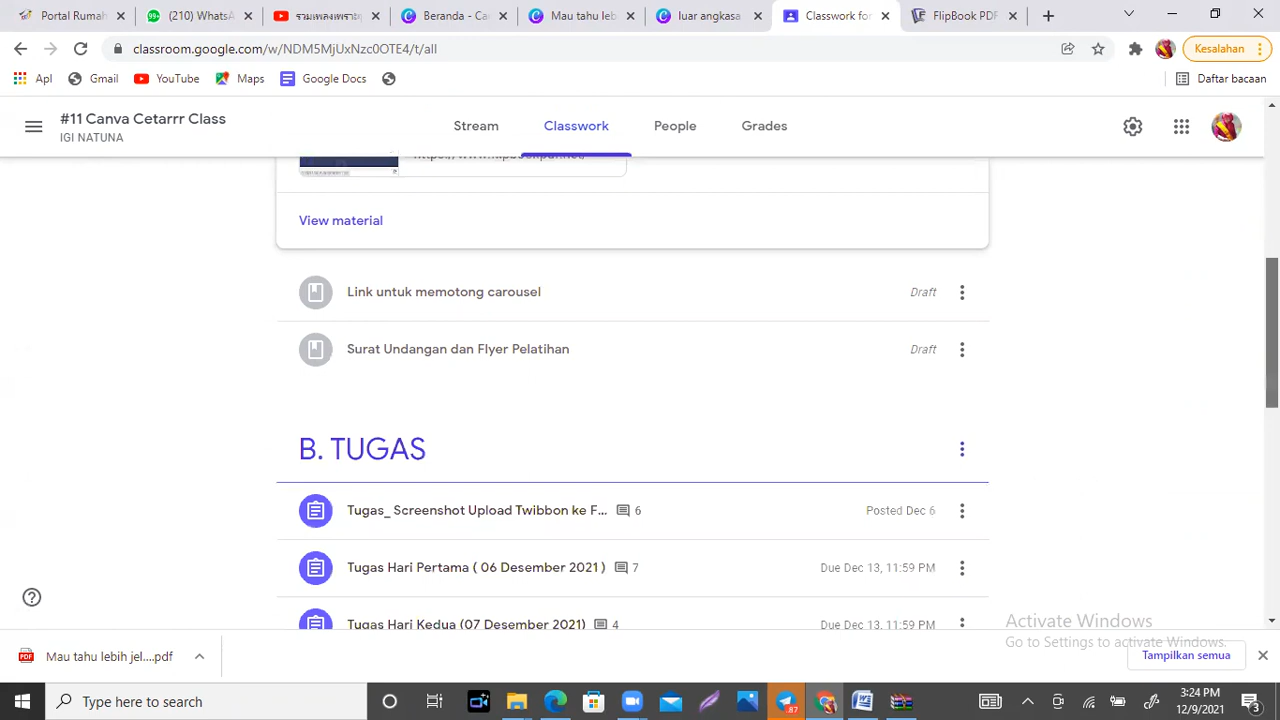 Portal Rumah
(210) WhatsA
Beranda - Ca
Mau tahu leb
luar angkasa
Classwork for
FlipBook PDF
classroom.google.com/w/NDM5MjUxNzc0OTE4/t/all
Kesalahan
Apl
Gmail
YouTube
Maps
Google Docs
Daftar bacaan
#11 Canva Cetarrr Class
IGI NATUNA
Stream
Classwork
People
Grades
View material
Link untuk memotong carousel
Draft
Surat Undangan dan Flyer Pelatihan
Draft
B. TUGAS
Tugas_ Screenshot Upload Twibbon ke F...
6
Posted Dec 6
Tugas Hari Pertama ( 06 Desember 2021 )
7
Due Dec 13, 11:59 PM
Tugas Hari Kedua (07 Desember 2021)
4
Due Dec 13, 11:59 PM
Activate Windows
Go to Settings to activate Windows.
PDF
Mau tahu lebih jel....pdf
Tampilkan semua
Type here to search
87
3:24 PM
12/9/2021
3